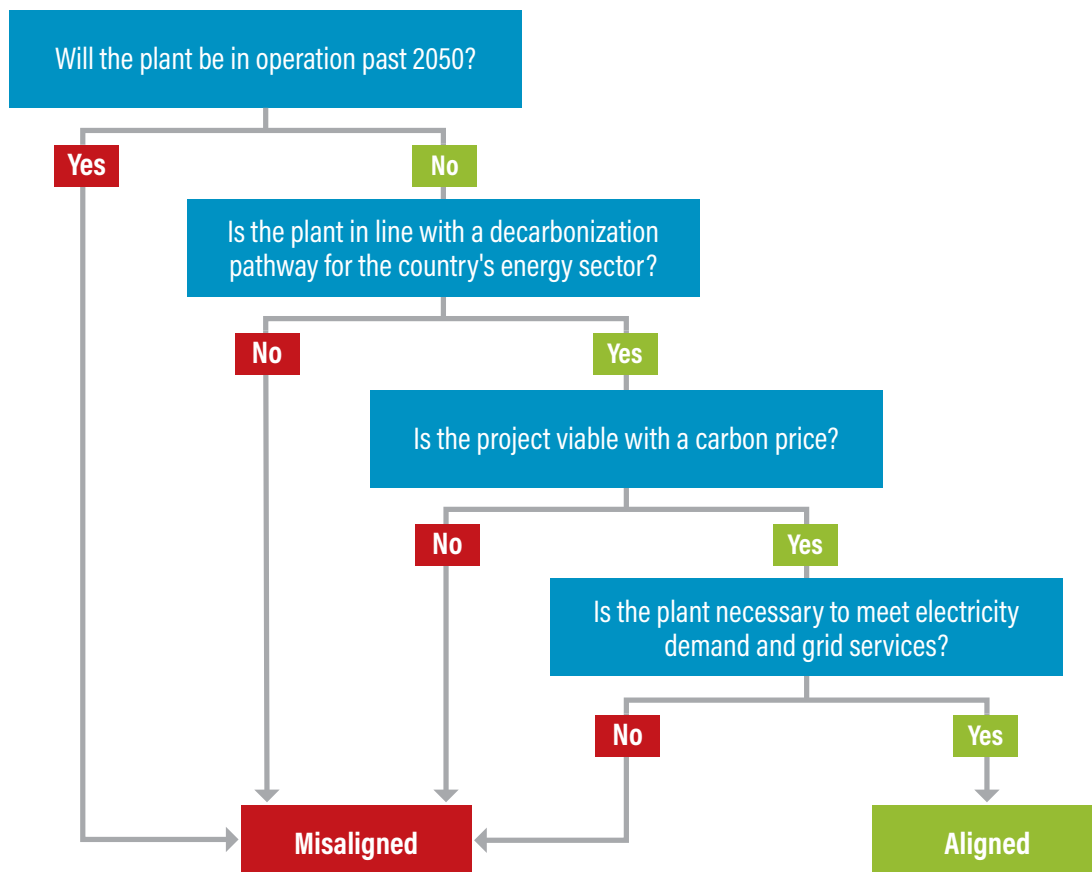 Will the plant be in operation past 2050?
Yes
No
Is the plant in line with a decarbonization
pathway for the country's energy sector?
No
Yes
Is the project viable with a carbon price?
No
Yes
Is the plant necessary to meet electricity
demand and grid services?
No
Yes
Misaligned
Aligned